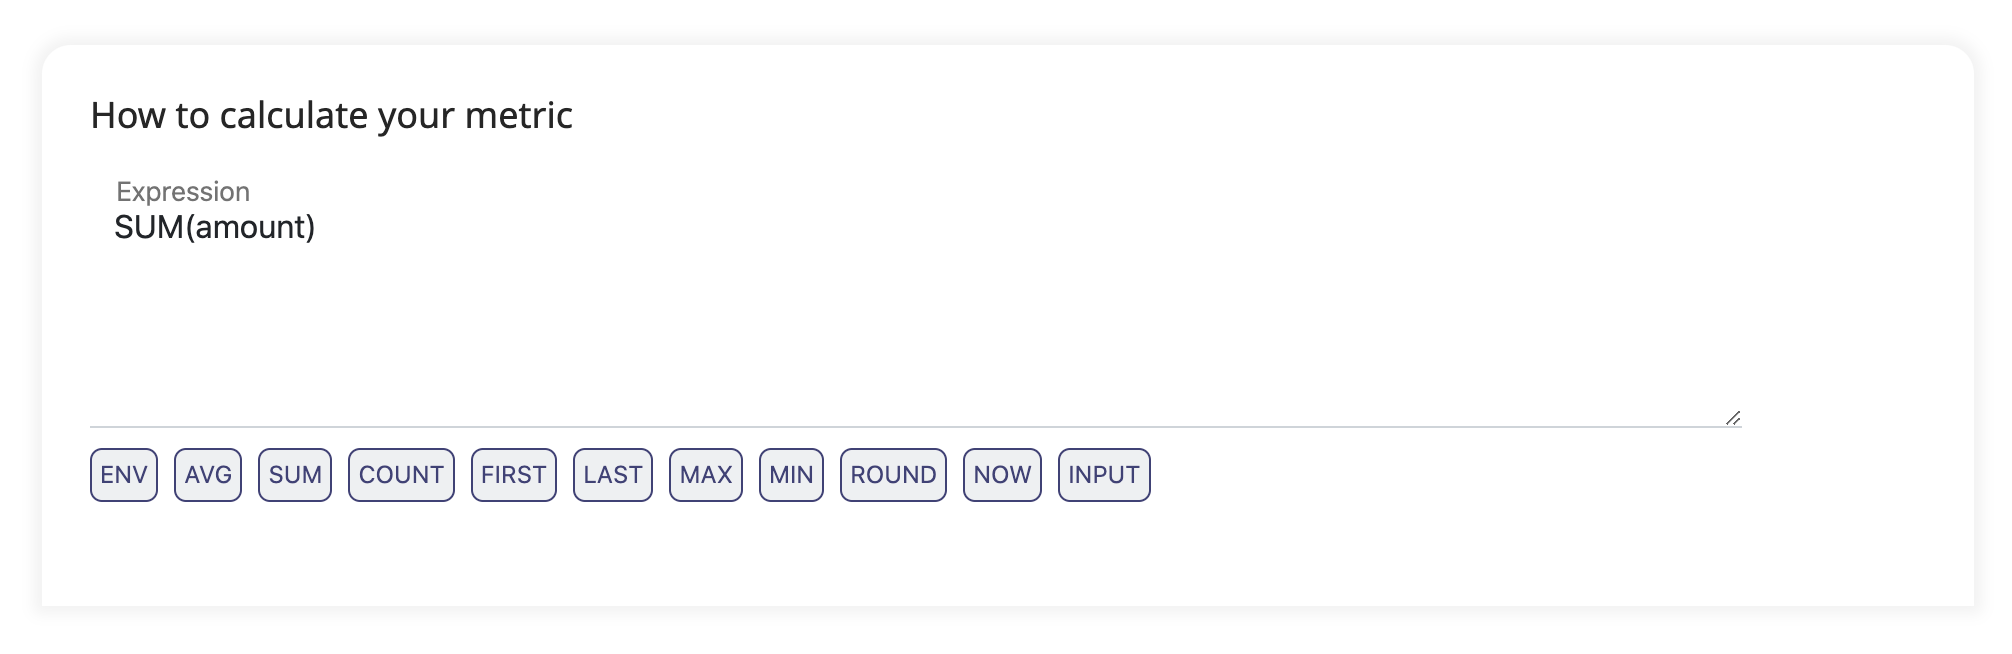 How to calculate your metric
Expression
SUM(amount)
ENV AVG SUM COUNT FIRST LAST MAX MIN ROUND NOW INPUT